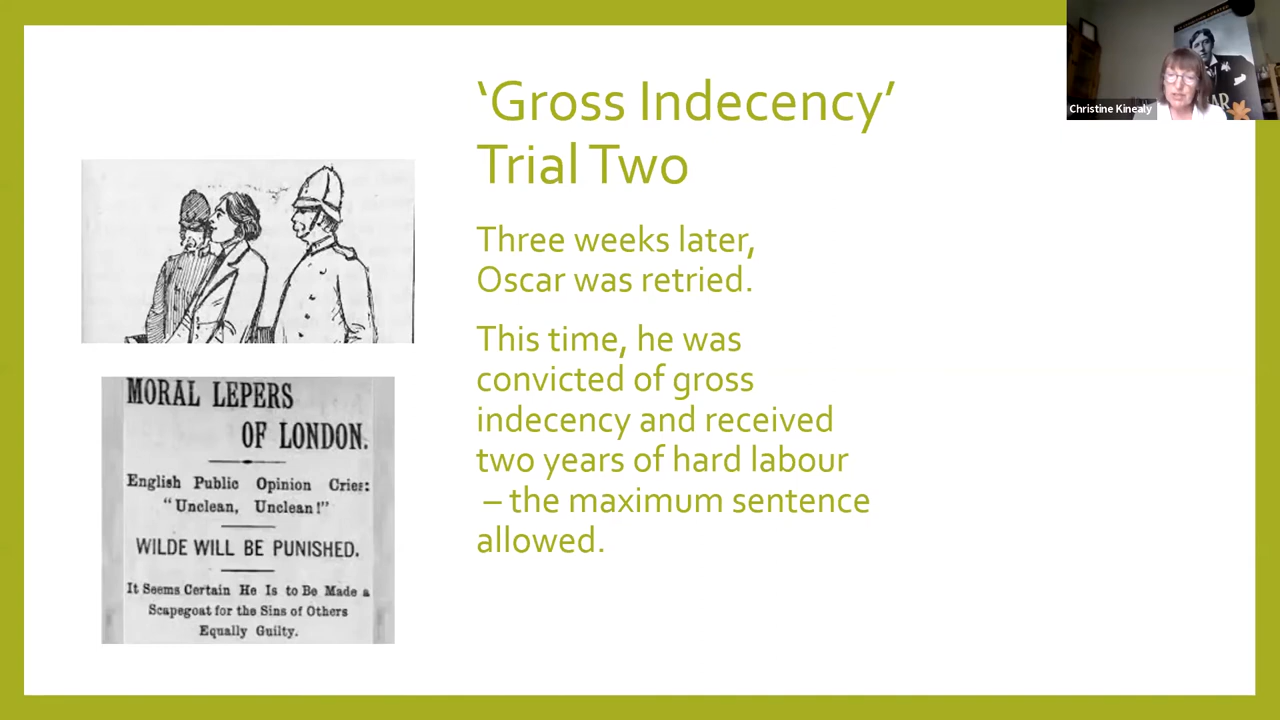 ‘Gross Indecency’
Trial Two
Three weeks later,
Oscar was retried.
This time, he was
convicted of gross
indecency and received
two years of hard labour
– the maximum sentence
allowed.
MORAL LEPERS
OF LONDON.
English Public Opinion Cries:
"Unclean, Unclean!"
WILDE WILL BE PUNISHED.
It Seems Certain He Is to Be Made a
Scapegoat for the Sins of Others
Equally Guilty.
Christine Kinealy